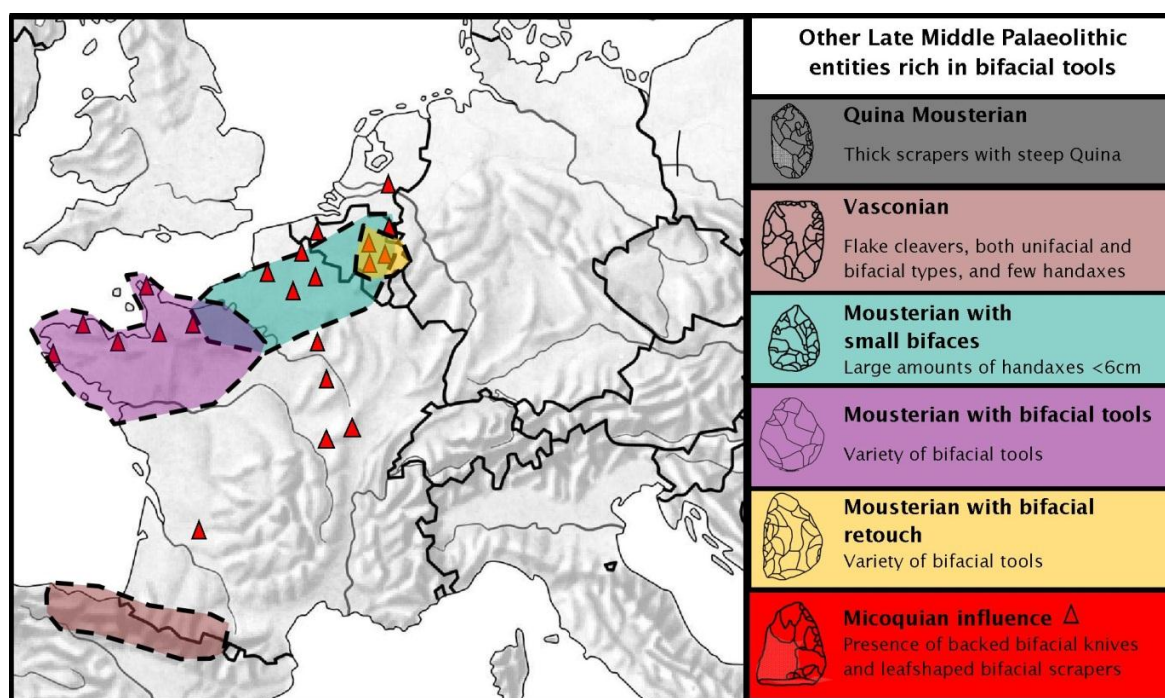 Other Late Middle Palaeolithic
entities rich in bifacial tools
Quina Mousterian
Thick scrapers with steep Quina
Vasconian
Flake cleavers, both unifacial and
bifacial types, and few handaxes
Mousterian with
small bifaces
Large amounts of handaxes <6cm
Mousterian with bifacial tools
Variety of bifacial tools
Mousterian with bifacial
retouch
Variety of bifacial tools
Micoquian influence
Presence of backed bifacial knives
and leafshaped bifacial scrapers